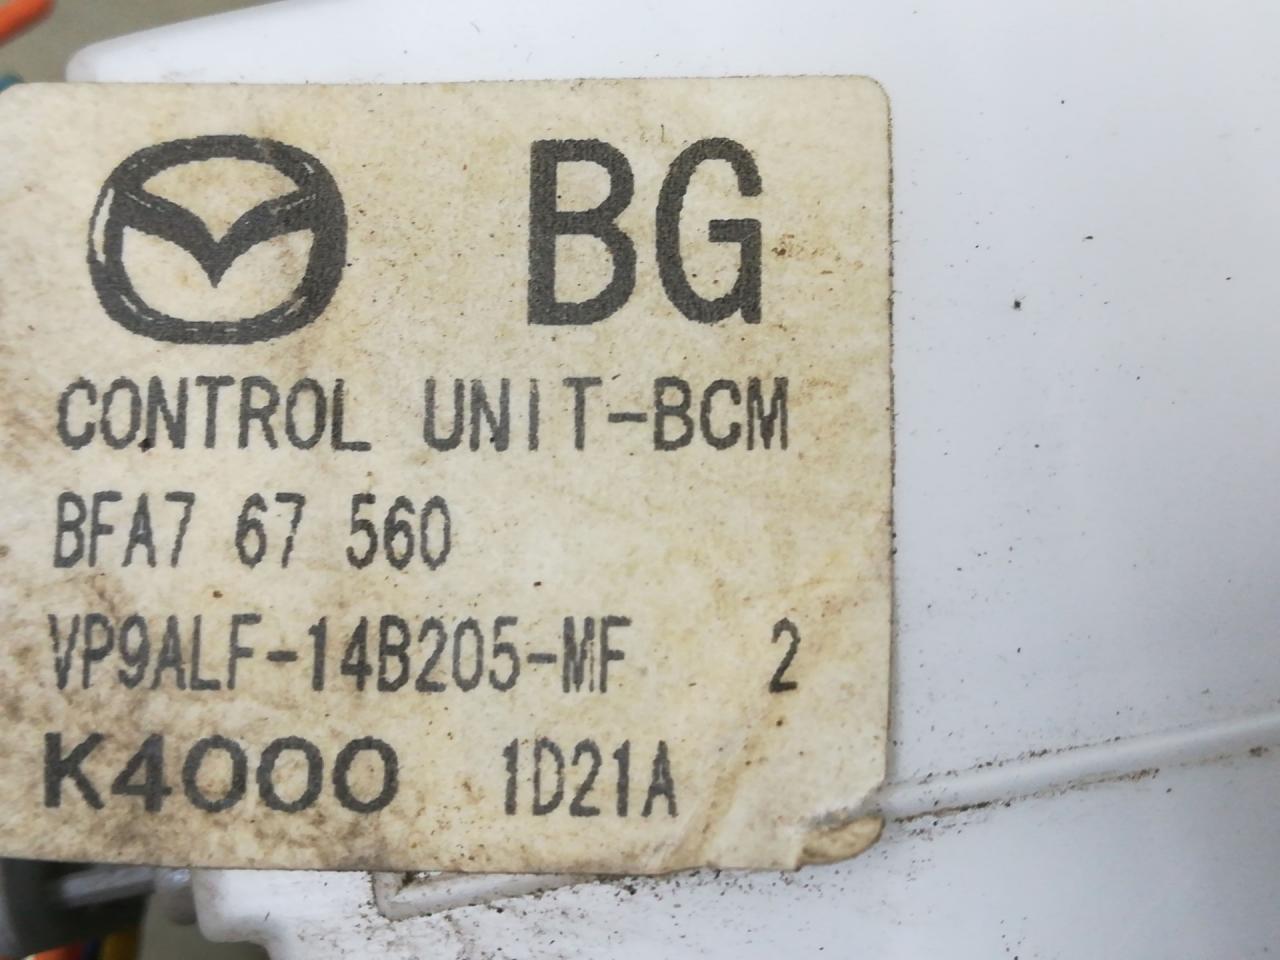 BG
CONTROL UNIT-BCM
BFA7 67 560
VP9ALF-14B205-MF 2
K4000 1D21A